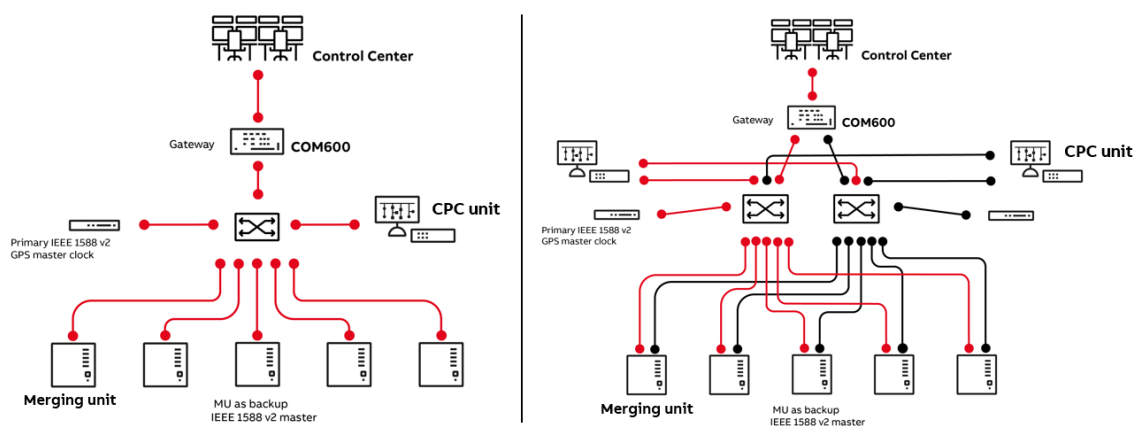 Control Center
Gateway
COM600
CPC unit
Primary IEEE 1588 v2
GPS master clock
Merging unit
MU as backup
IEEE 1588 v2 master
Control Center
Gateway
COM600
CPC unit
Primary IEEE 1588 v2
GPS master clock
Merging unit
MU as backup
IEEE 1588 v2 master